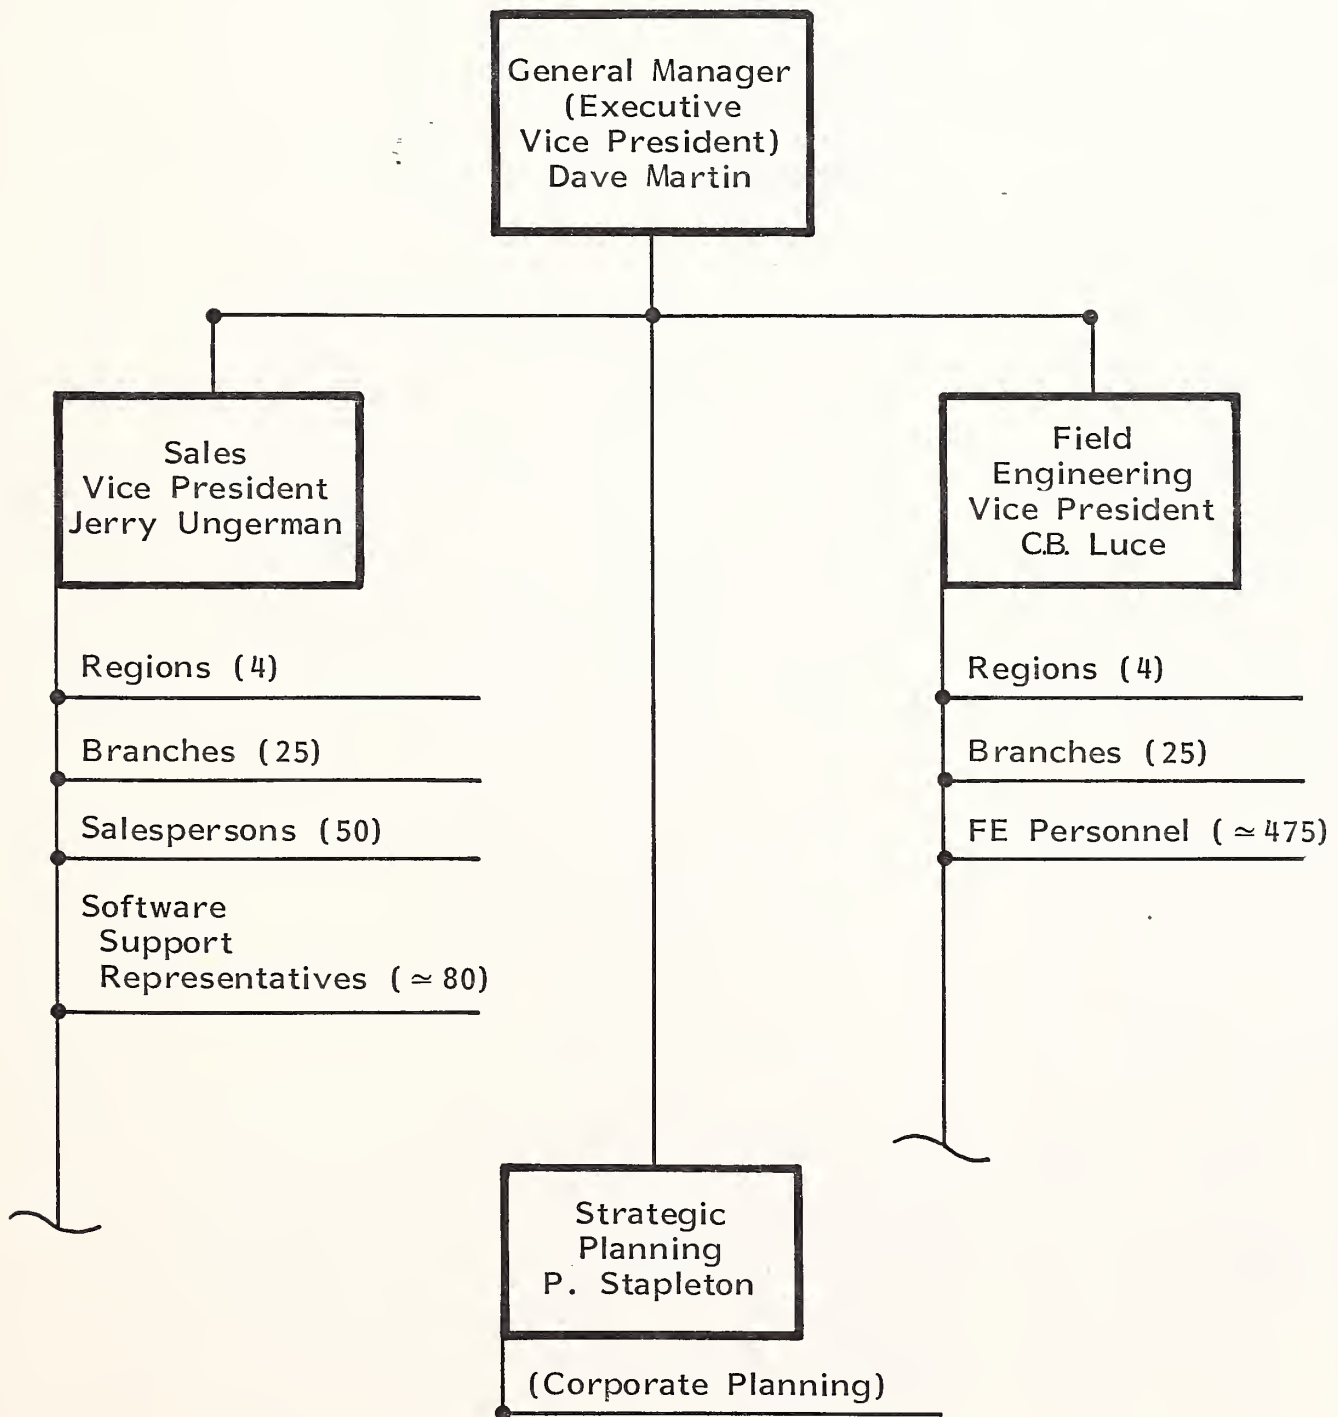 General Manager
(Executive
Vice President)
Dave Martin
Sales
Vice President
Jerry Ungerman
Field
Engineering
Vice President
C.B. Luce
Regions (4)
Branches (25)
Salespersons (50)
Software
Support
Representatives (≃ 80)
Regions (4)
Branches (25)
FE Personnel (≃ 475)
Strategic
Planning
P. Stapleton
(Corporate Planning)